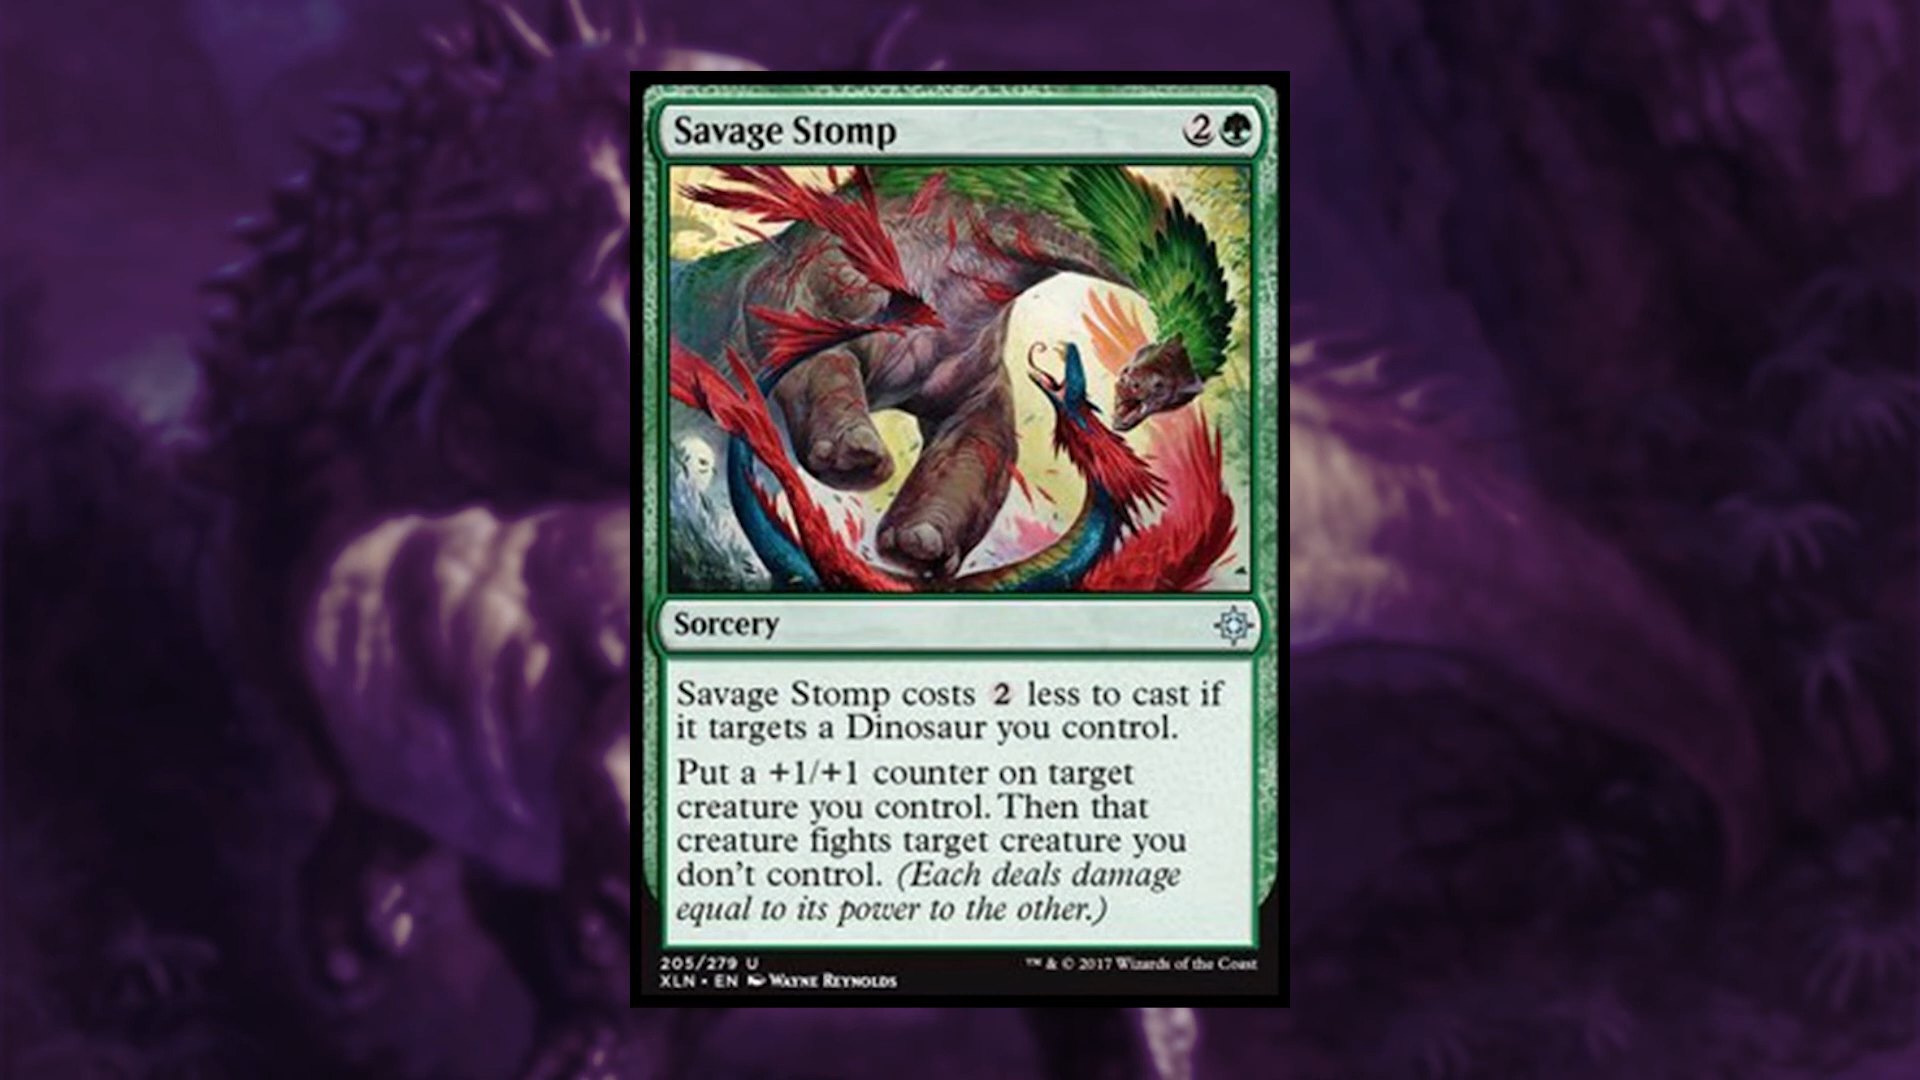 Savage Stomp 2
Sorcery
Savage Stomp costs 2 less to cast if
it targets a Dinosaur you control.
Put a +1/+1 counter on target
creature you control. Then that
creature fights target creature you
don't control. (Each deals damage
equal to its power to the other.)
205/279 U
™ & © 2017 Wizards of the Coast
XLN • EN Wayne Reynolds